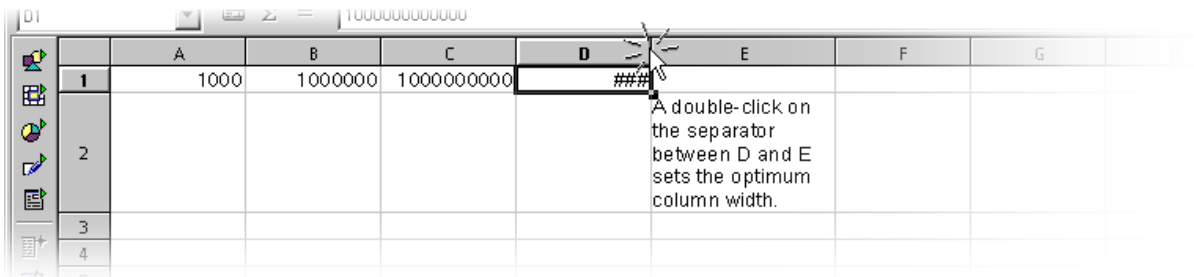 D1 Σ = 1000000000000
A B C D E F G
1 1000 1000000 1000000000 ###
A double-click on
the separator
2 between D and E
sets the optimum
column width.
3
4